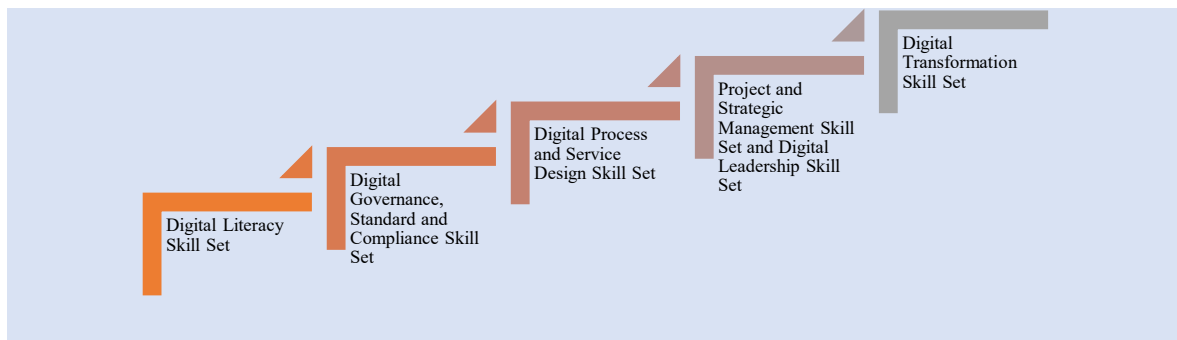 Digital Literacy
Skill Set
Digital
Governance,
Standard and
Compliance Skill
Set
Digital Process
and Service
Design Skill Set
Project and
Strategic
Management Skill
Set and Digital
Leadership Skill
Set
Digital
Transformation
Skill Set